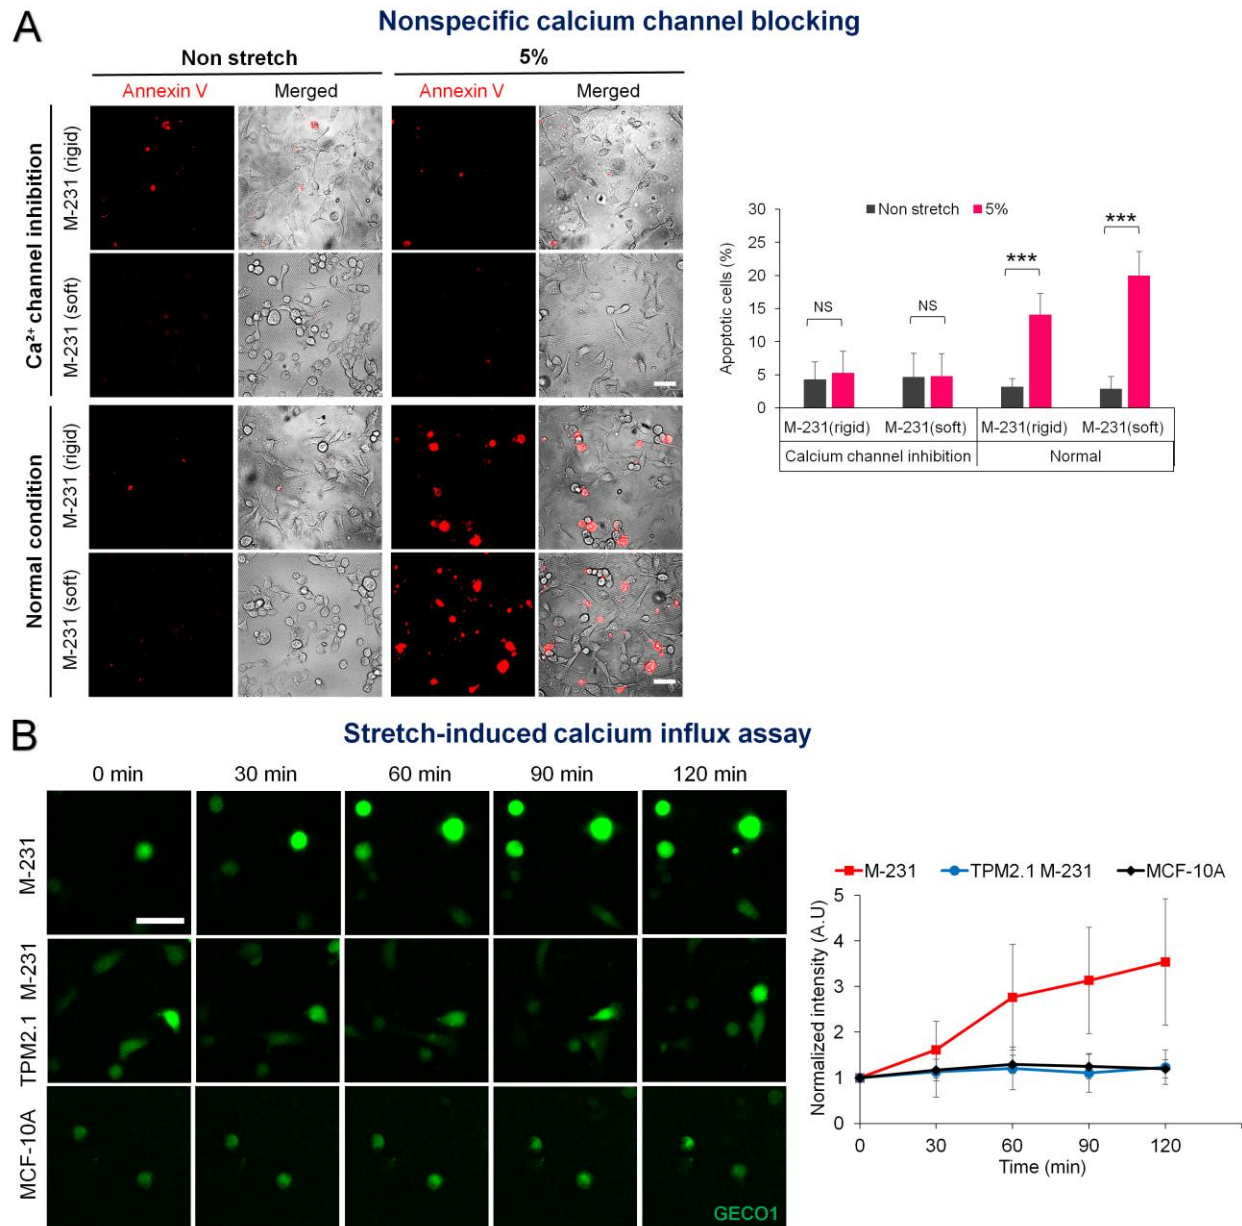 A
Nonspecific calcium channel blocking
Non stretch
5%
Annexin V
Merged
Annexin V
Merged
Ca²⁺ channel inhibition
M-231 (rigid)
M-231 (soft)
Normal condition
M-231 (rigid)
M-231 (soft)
Non stretch
5%
Apoptotic cells (%)
30
25
20
15
10
5
0
NS
NS
***
***
M-231(rigid)
M-231(soft)
M-231(rigid)
M-231(soft)
Calcium channel inhibition
Normal
B
Stretch-induced calcium influx assay
0 min
30 min
60 min
90 min
120 min
M-231
TPM2.1 M-231
MCF-10A
GECO1
M-231
TPM2.1 M-231
MCF-10A
Normalized intensity (A.U)
5
4
3
2
1
0
0
30
60
90
120
Time (min)